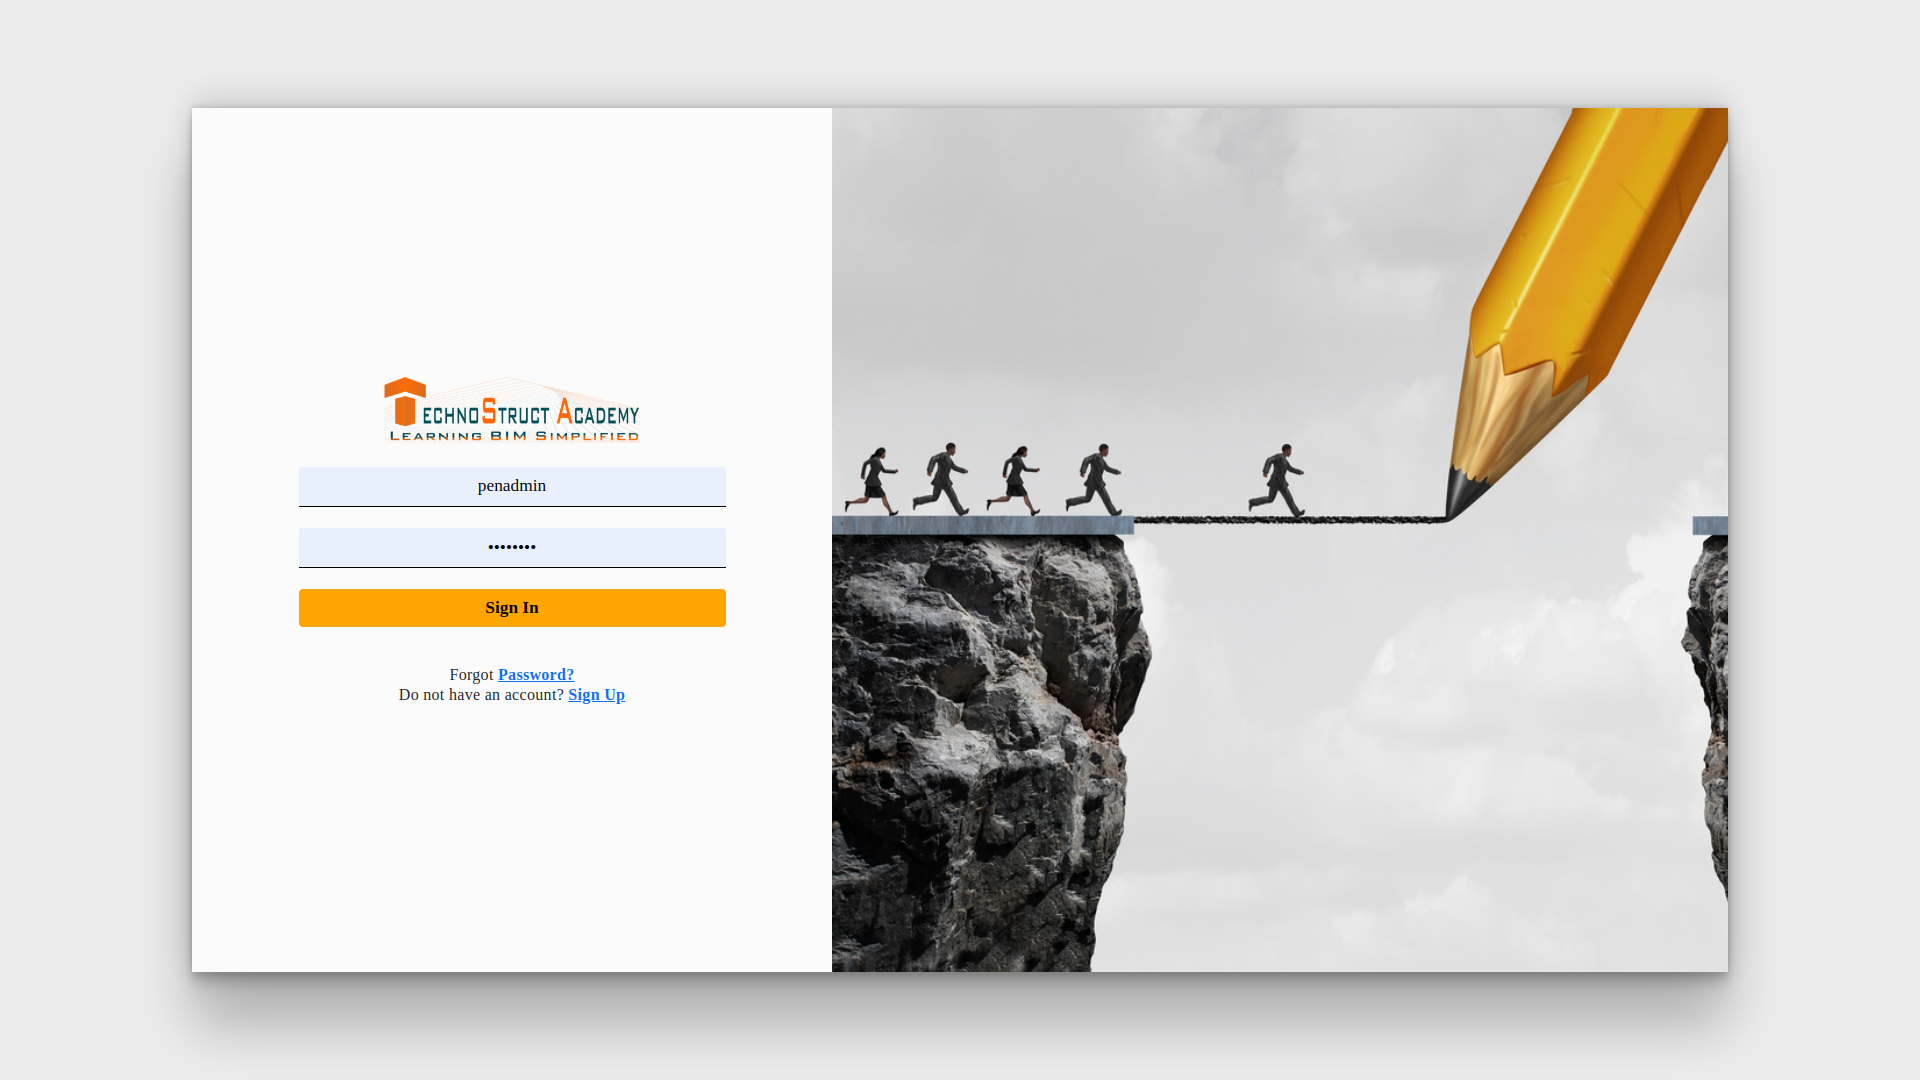 TECHNOSTRUCT ACADEMY
LEARNING BIM SIMPLIFIED
penadmin
••••••••
Sign In
Forgot Password?
Do not have an account? Sign Up